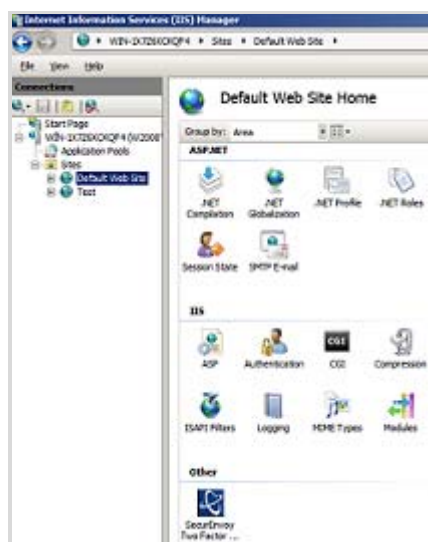 Internet Information Services (IIS) Manager
Sites
Default Web Site
File View Help
Connections
Start Page
Application Pools
Sites
Default Web Site
Test
Default Web Site Home
Group by: Area
ASP.NET
.NET Compilation
.NET Globalization
.NET Profile
.NET Roles
Session State
SMTP E-mail
IIS
ASP
Authentication
CGI
Compression
ISAPI Filters
Logging
MIME Types
Modules
Other
SecurEnvoy Two Factor ...